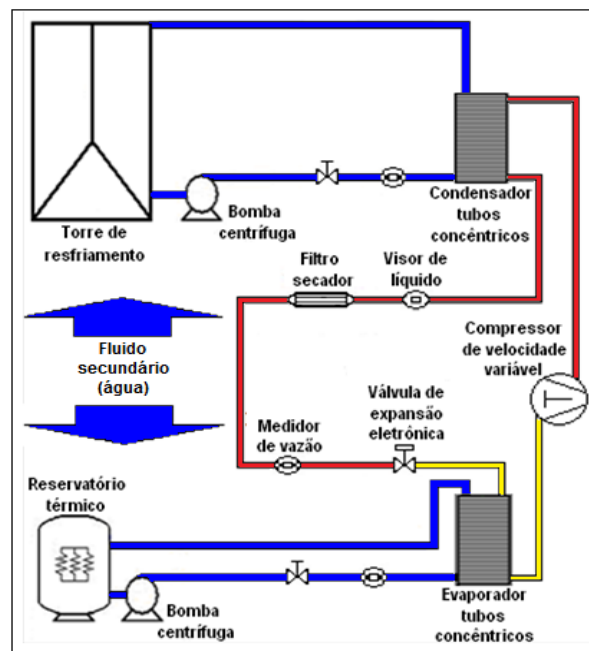 Torre de
resfriamento
Bomba
centrífuga
Condensador
tubos
concêntricos
Filtro
secador
Visor de
líquido
Compressor
de velocidade
variável
Fluido
secundário
(água)
Válvula de
expansão
eletrônica
Medidor
de vazão
Reservatório
térmico
Bomba
centrífuga
Evaporador
tubos
concêntricos